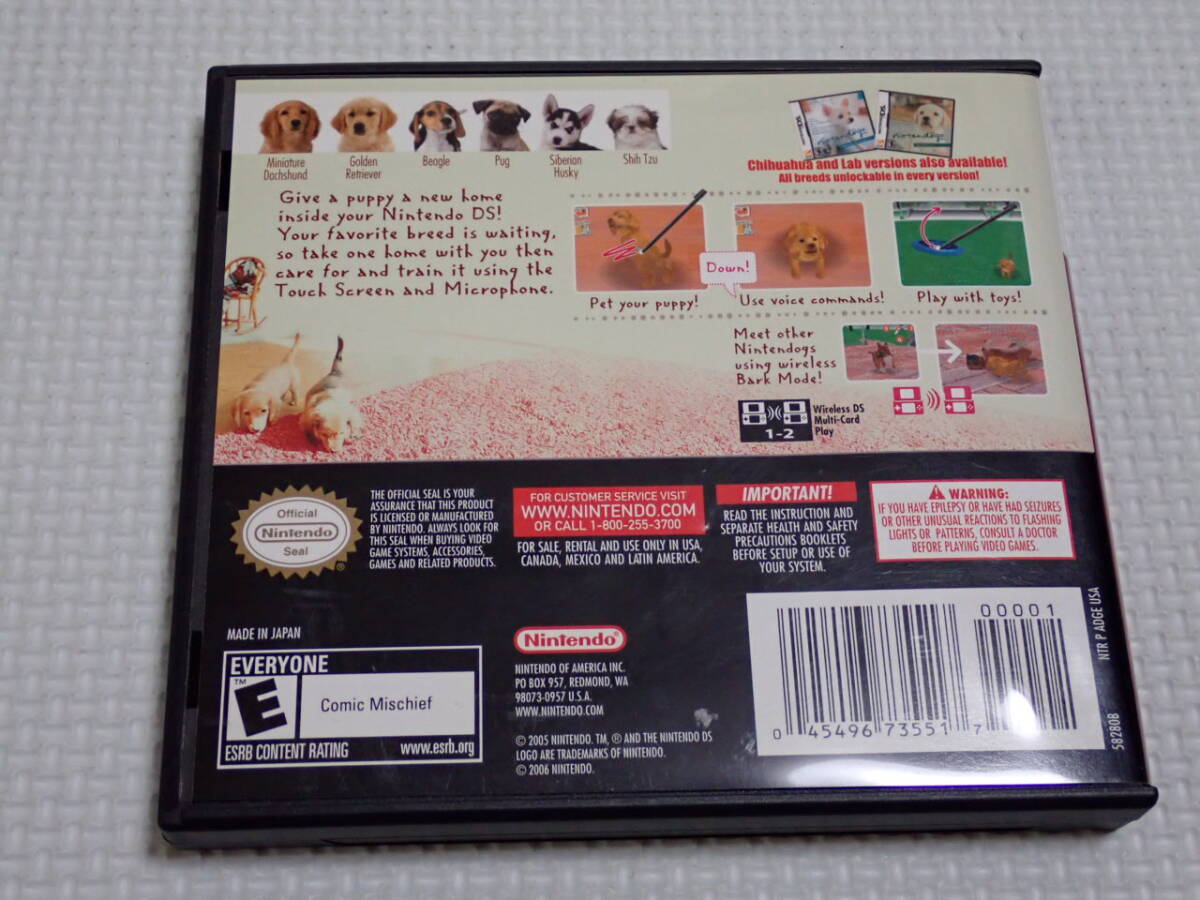 Miniature
Dachshund
Golden
Retriever
Beagle
Pug
Siberian
Husky
Shih Tzu
nintendogs
nintendogs
Chihuahua and Lab versions also available!
All breeds unlockable in every version!
Give a puppy a new home
inside your Nintendo DS!
Your favorite breed is waiting,
so take one home with you then
care for and train it using the
Touch Screen and Microphone.
Down!
Pet your puppy!
Use voice commands!
Play with toys!
Meet other
Nintendogs
using wireless
Bark Mode!
1-2
Wireless DS
Multi-Card
Play
Official
Nintendo
Seal
®
THE OFFICIAL SEAL IS YOUR
ASSURANCE THAT THIS PRODUCT
IS LICENSED OR MANUFACTURED
BY NINTENDO. ALWAYS LOOK FOR
THIS SEAL WHEN BUYING VIDEO
GAME SYSTEMS, ACCESSORIES,
GAMES AND RELATED PRODUCTS.
FOR CUSTOMER SERVICE VISIT
WWW.NINTENDO.COM
OR CALL 1-800-255-3700
FOR SALE, RENTAL AND USE ONLY IN USA,
CANADA, MEXICO AND LATIN AMERICA.
IMPORTANT!
READ THE INSTRUCTION AND
SEPARATE HEALTH AND SAFETY
PRECAUTIONS BOOKLETS
BEFORE SETUP OR USE OF
YOUR SYSTEM.
WARNING:
IF YOU HAVE EPILEPSY OR HAVE HAD SEIZURES
OR OTHER UNUSUAL REACTIONS TO FLASHING
LIGHTS OR PATTERNS, CONSULT A DOCTOR
BEFORE PLAYING VIDEO GAMES.
MADE IN JAPAN
EVERYONE
™
E
Comic Mischief
ESRB CONTENT RATING www.esrb.org
Nintendo®
NINTENDO OF AMERICA INC.
PO BOX 957, REDMOND, WA
98073-0957 U.S.A.
WWW.NINTENDO.COM
© 2005 NINTENDO. TM, ® AND THE NINTENDO DS
LOGO ARE TRADEMARKS OF NINTENDO.
© 2006 NINTENDO.
00001
0 45496 73551 7
NTR P ADGE USA
58280B